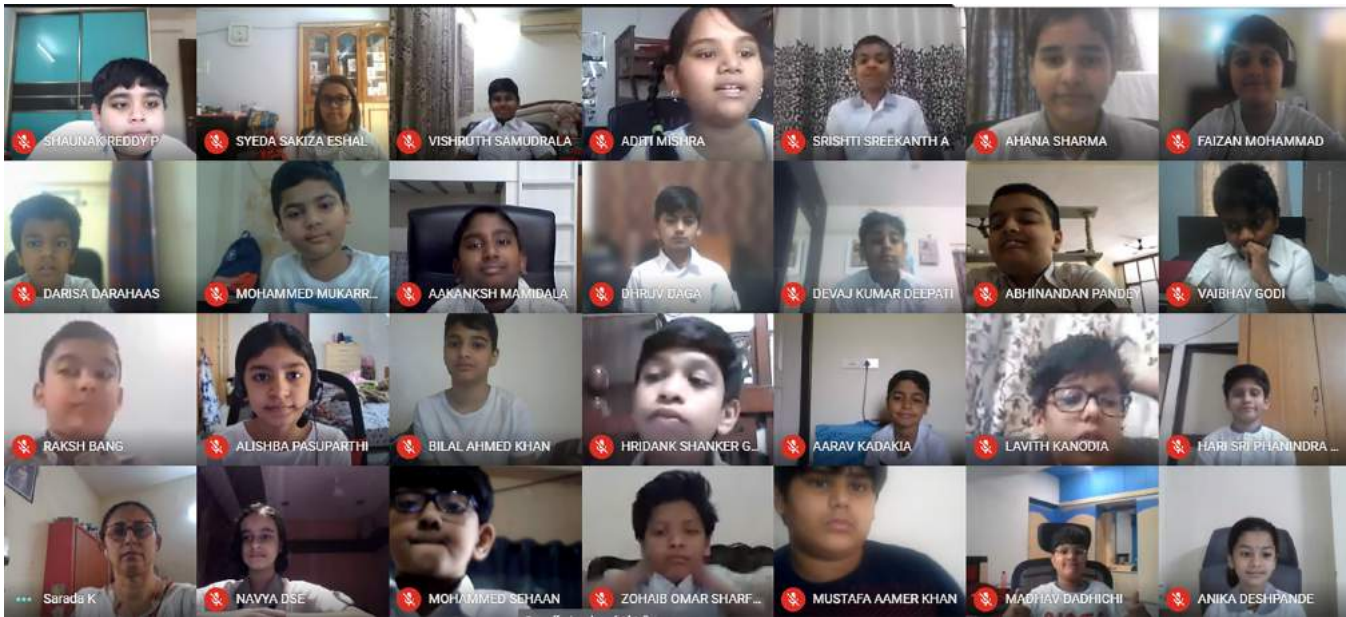 SHAUNAK REDDY P
SYEDA SAKIZA ESHAL
VISHRUTH SAMUDRALA
ADITI MISHRA
SRISHTI SREEKANTH A
AHANA SHARMA
FAIZAN MOHAMMAD
DARISA DARAHAAS
MOHAMMED MUKARR...
AAKANKSH MAMIDALA
DHRUV DAGA
DEVAJ KUMAR DEEPATI
ABHINANDAN PANDEY
VAIBHAV GODI
RAKSH BANG
ALISHBA PASUPARTHI
BILAL AHMED KHAN
HRIDANK SHANKER G...
AARAV KADAKIA
LAVITH KANODIA
HARI SRI PHANINDRA ...
Sarada K
NAVYA DSE
MOHAMMED SEHAAN
ZOHAIB OMAR SHARF...
MUSTAFA AAMER KHAN
MADHAV DADHICHI
ANIKA DESHPANDE